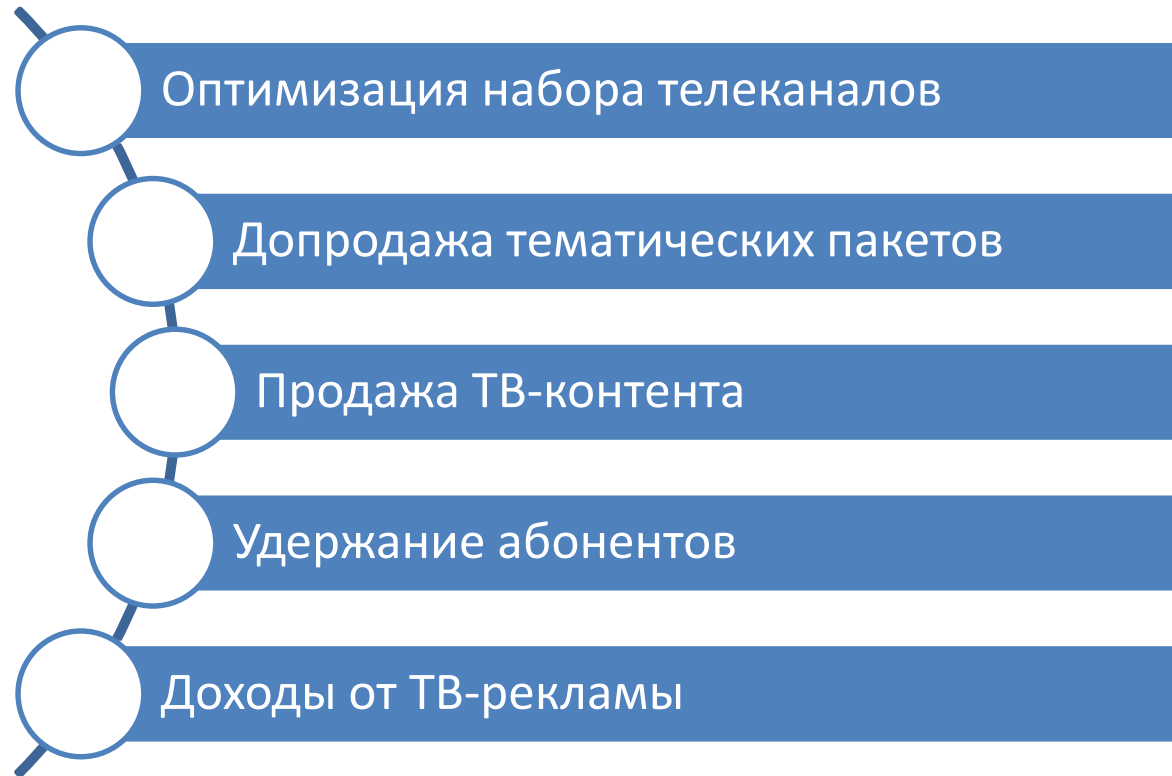 Оптимизация набора телеканалов
Допродажа тематических пакетов
Продажа ТВ-контента
Удержание абонентов
Доходы от ТВ-рекламы